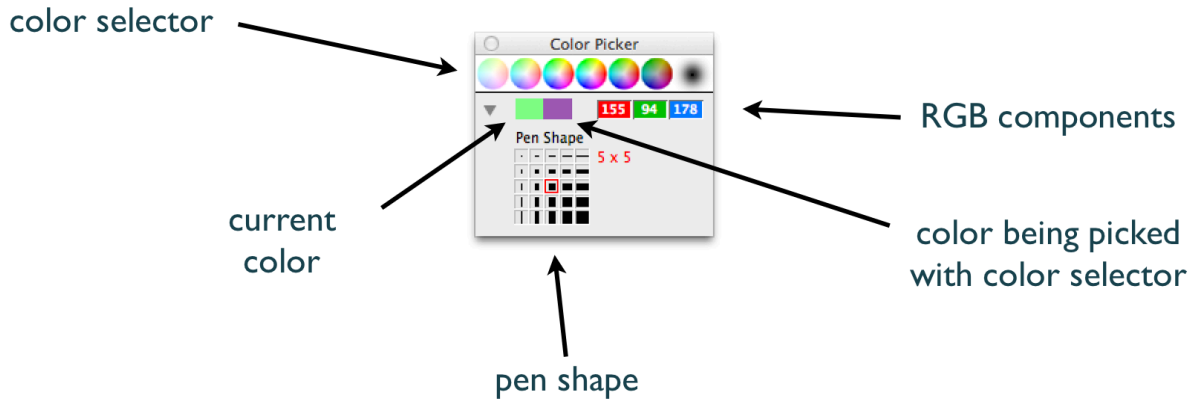 color selector
Color Picker
155 94 178
RGB components
Pen Shape
5 x 5
current
color
color being picked
with color selector
pen shape